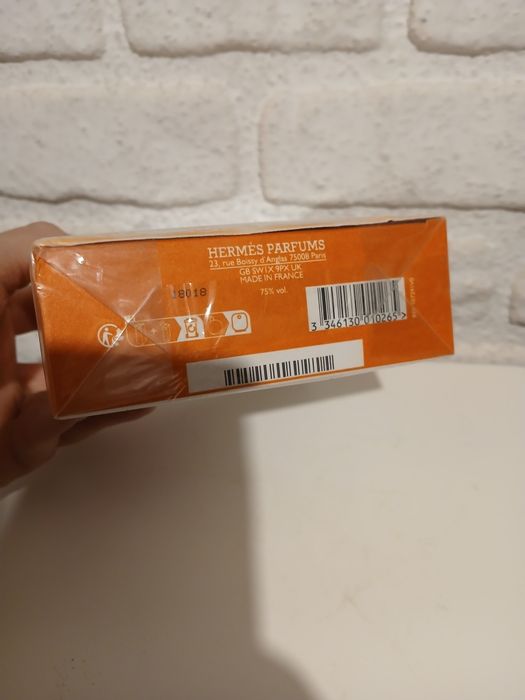 HERMÈS PARFUMS
23, rue Boissy d'Anglas 75008 Paris
GB SW1X 9PX UK
MADE IN FRANCE
75% vol.
18018
3 346130 010265 >